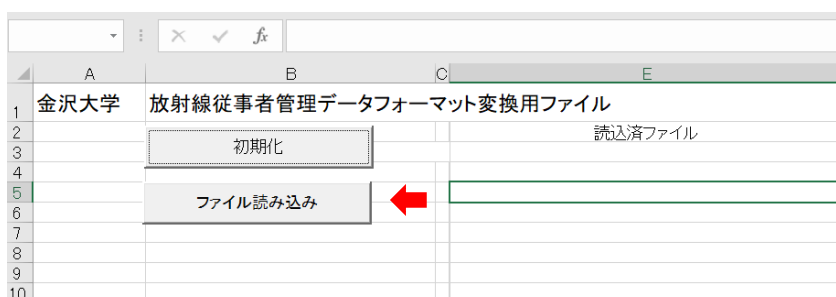 fx
A B C E
1 金沢大学 放射線従事者管理データフォーマット変換用ファイル
2 読込済ファイル
初期化
3
4
5
ファイル読み込み
6
7
8
9
10